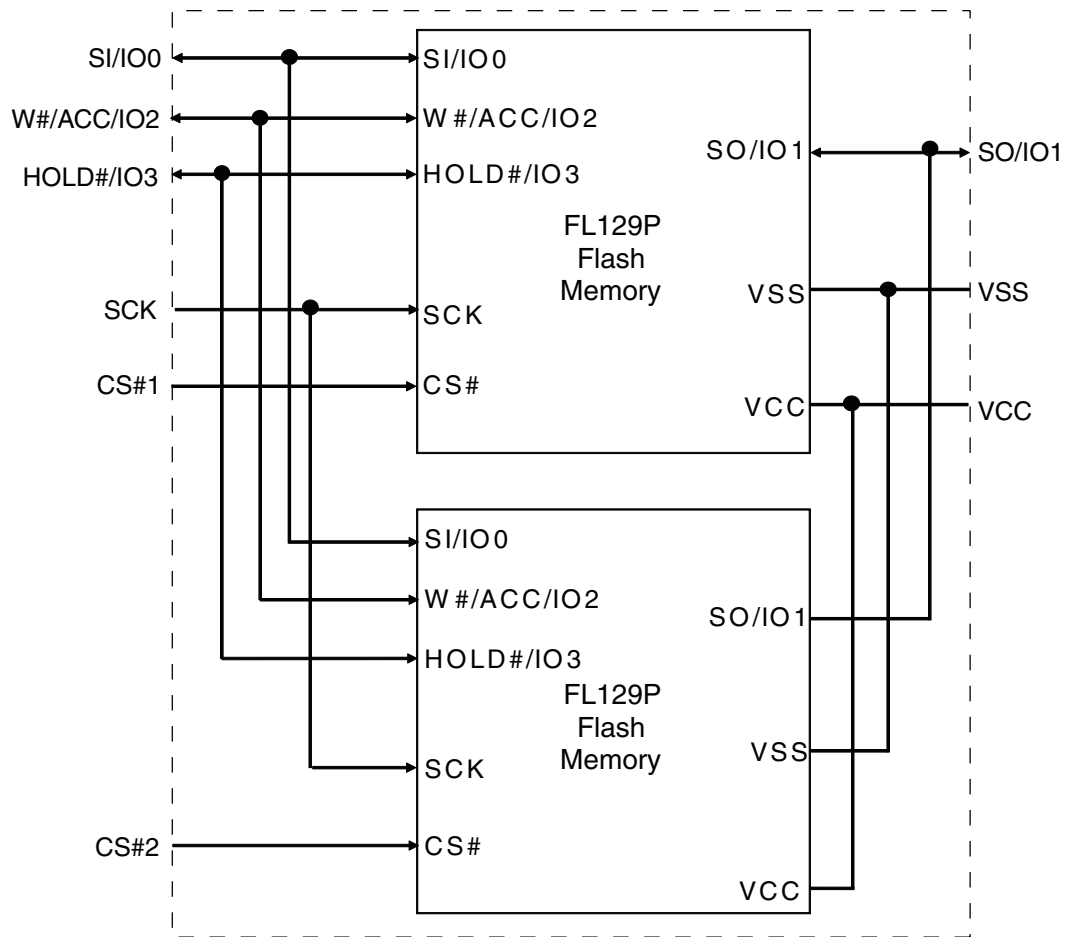 SI/IO0
W#/ACC/IO2
HOLD#/IO3
SCK
CS#1
SI/IO0
W#/ACC/IO2
HOLD#/IO3
SCK
CS#
FL129P
Flash
Memory
SO/IO1
VSS
VCC
SO/IO1
VSS
VCC
CS#2
SI/IO0
W#/ACC/IO2
HOLD#/IO3
SCK
CS#
FL129P
Flash
Memory
SO/IO1
VSS
VCC